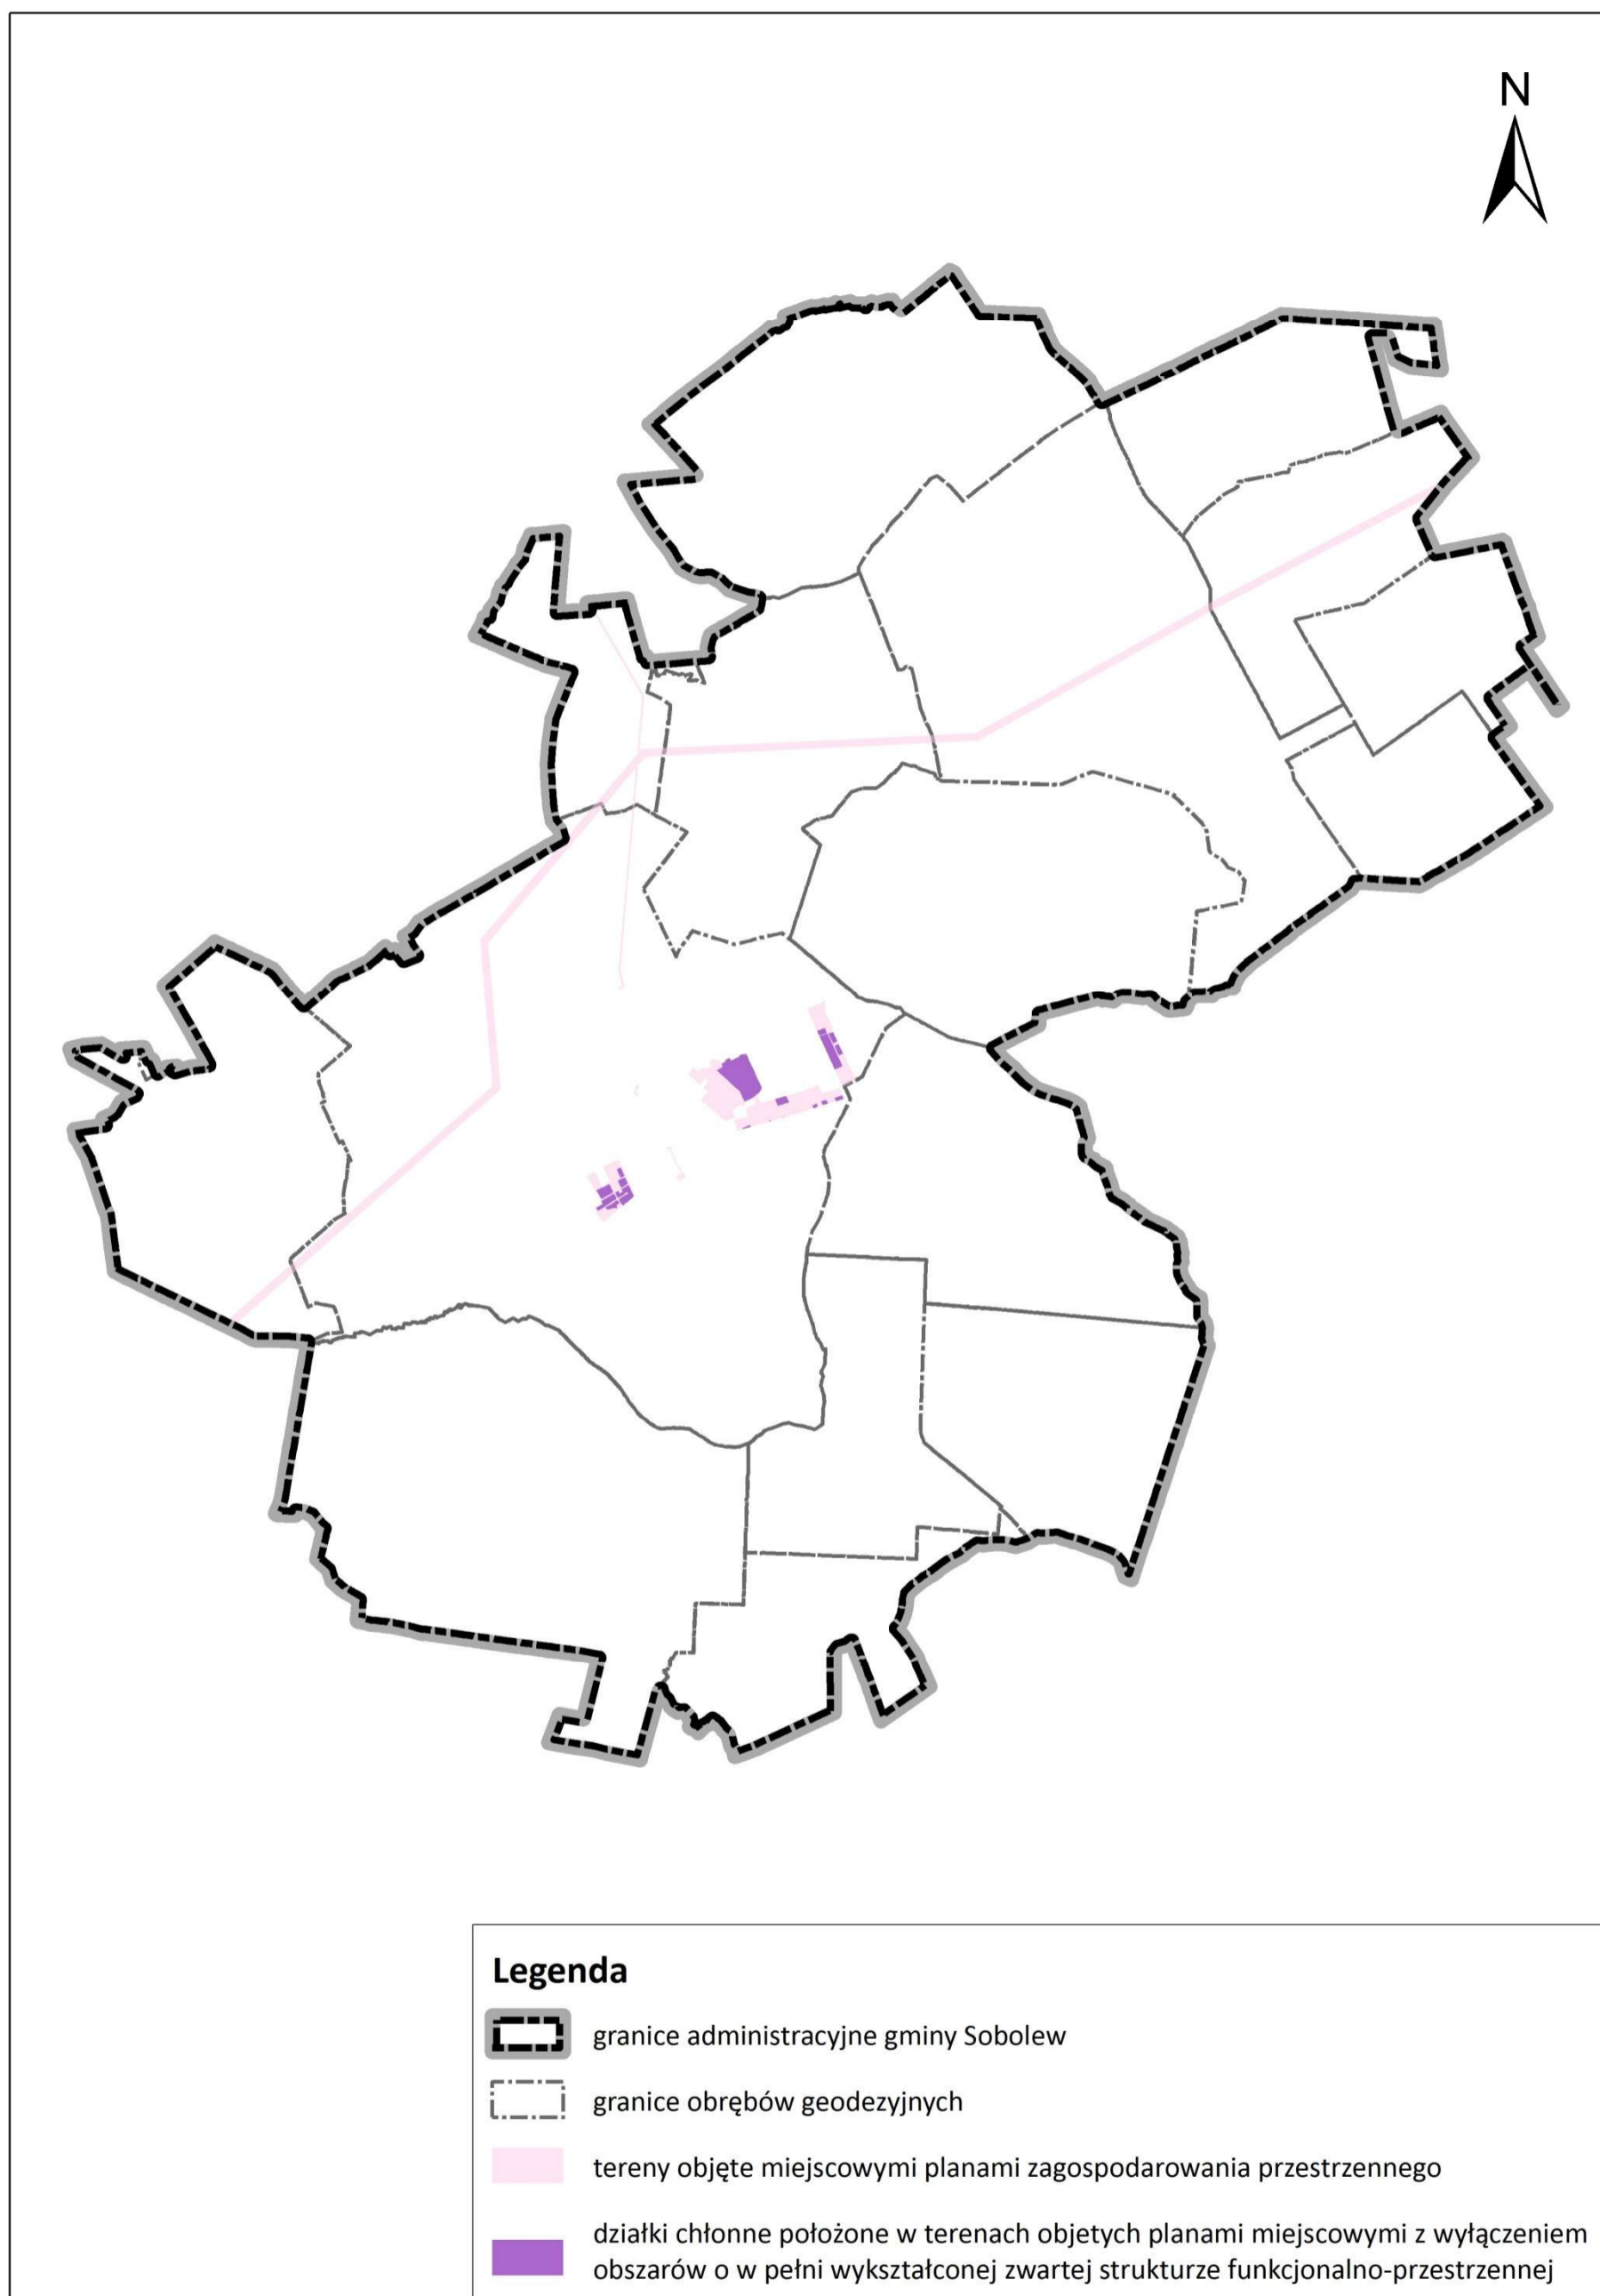 N
Legenda
granice administracyjne gminy Sobolew
granice obrębów geodezyjnych
tereny objęte miejscowymi planami zagospodarowania przestrzennego
działki chłonne położone w terenach objetych planami miejscowymi z wyłączeniem
obszarów o w pełni wykształconej zwartej strukturze funkcjonalno-przestrzennej